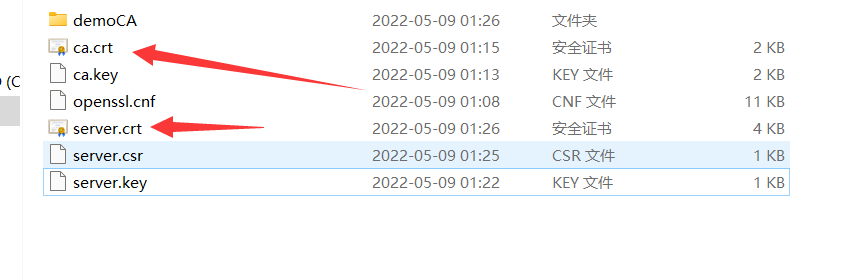 demoCA 2022-05-09 01:26 文件夹
ca.crt 2022-05-09 01:15 安全证书 2 KB
ca.key 2022-05-09 01:13 KEY 文件 2 KB
openssl.cnf 2022-05-09 01:08 CNF 文件 11 KB
server.crt 2022-05-09 01:26 安全证书 4 KB
server.csr 2022-05-09 01:25 CSR 文件 1 KB
server.key 2022-05-09 01:22 KEY 文件 1 KB